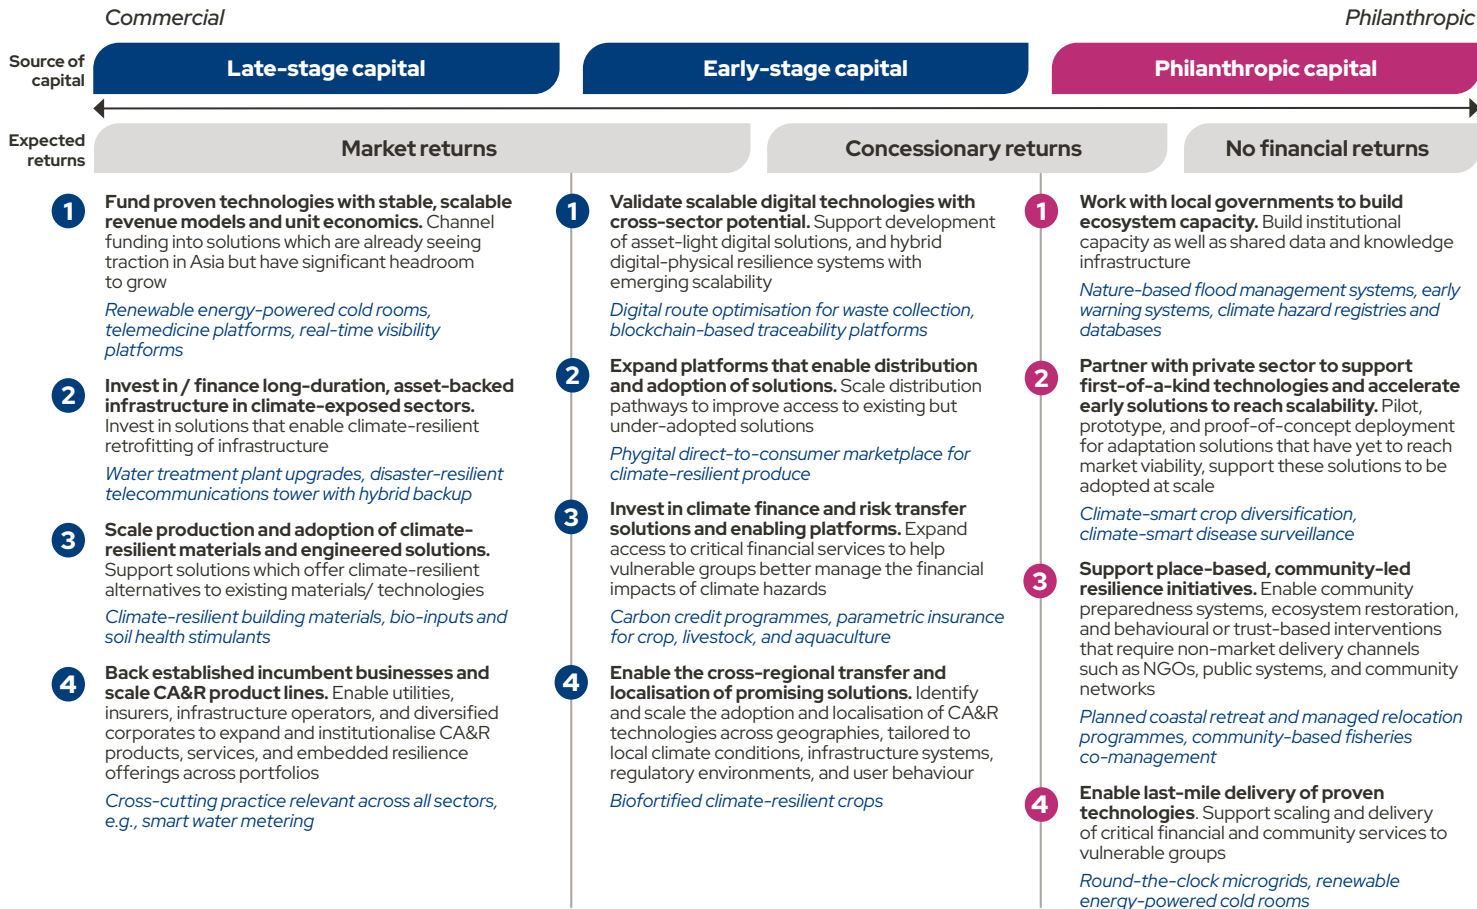 Commercial
Philanthropic
Source of
capital
Late-stage capital
Early-stage capital
Philanthropic capital
Expected
returns
Market returns
Concessionary returns
No financial returns
1
Fund proven technologies with stable, scalable
revenue models and unit economics. Channel
funding into solutions which are already seeing
traction in Asia but have significant headroom
to grow
Renewable energy-powered cold rooms,
telemedicine platforms, real-time visibility
platforms
2
Invest in / finance long-duration, asset-backed
infrastructure in climate-exposed sectors.
Invest in solutions that enable climate-resilient
retrofitting of infrastructure
Water treatment plant upgrades, disaster-resilient
telecommunications tower with hybrid backup
3
Scale production and adoption of climate-
resilient materials and engineered solutions.
Support solutions which offer climate-resilient
alternatives to existing materials/ technologies
Climate-resilient building materials, bio-inputs and
soil health stimulants
4
Back established incumbent businesses and
scale CA&R product lines. Enable utilities,
insurers, infrastructure operators, and diversified
corporates to expand and institutionalise CA&R
products, services, and embedded resilience
offerings across portfolios
Cross-cutting practice relevant across all sectors,
e.g., smart water metering
1
Validate scalable digital technologies with
cross-sector potential. Support development
of asset-light digital solutions, and hybrid
digital-physical resilience systems with
emerging scalability
Digital route optimisation for waste collection,
blockchain-based traceability platforms
2
Expand platforms that enable distribution
and adoption of solutions. Scale distribution
pathways to improve access to existing but
under-adopted solutions
Phygital direct-to-consumer marketplace for
climate-resilient produce
3
Invest in climate finance and risk transfer
solutions and enabling platforms. Expand
access to critical financial services to help
vulnerable groups better manage the financial
impacts of climate hazards
Carbon credit programmes, parametric insurance
for crop, livestock, and aquaculture
4
Enable the cross-regional transfer and
localisation of promising solutions. Identify
and scale the adoption and localisation of CA&R
technologies across geographies, tailored to
local climate conditions, infrastructure systems,
regulatory environments, and user behaviour
Biofortified climate-resilient crops
1
Work with local governments to build
ecosystem capacity. Build institutional
capacity as well as shared data and knowledge
infrastructure
Nature-based flood management systems, early
warning systems, climate hazard registries and
databases
2
Partner with private sector to support
first-of-a-kind technologies and accelerate
early solutions to reach scalability. Pilot,
prototype, and proof-of-concept deployment
for adaptation solutions that have yet to reach
market viability, support these solutions to be
adopted at scale
Climate-smart crop diversification,
climate-smart disease surveillance
3
Support place-based, community-led
resilience initiatives. Enable community
preparedness systems, ecosystem restoration,
and behavioural or trust-based interventions
that require non-market delivery channels
such as NGOs, public systems, and community
networks
Planned coastal retreat and managed relocation
programmes, community-based fisheries
co-management
4
Enable last-mile delivery of proven
technologies. Support scaling and delivery
of critical financial and community services to
vulnerable groups
Round-the-clock microgrids, renewable
energy-powered cold rooms